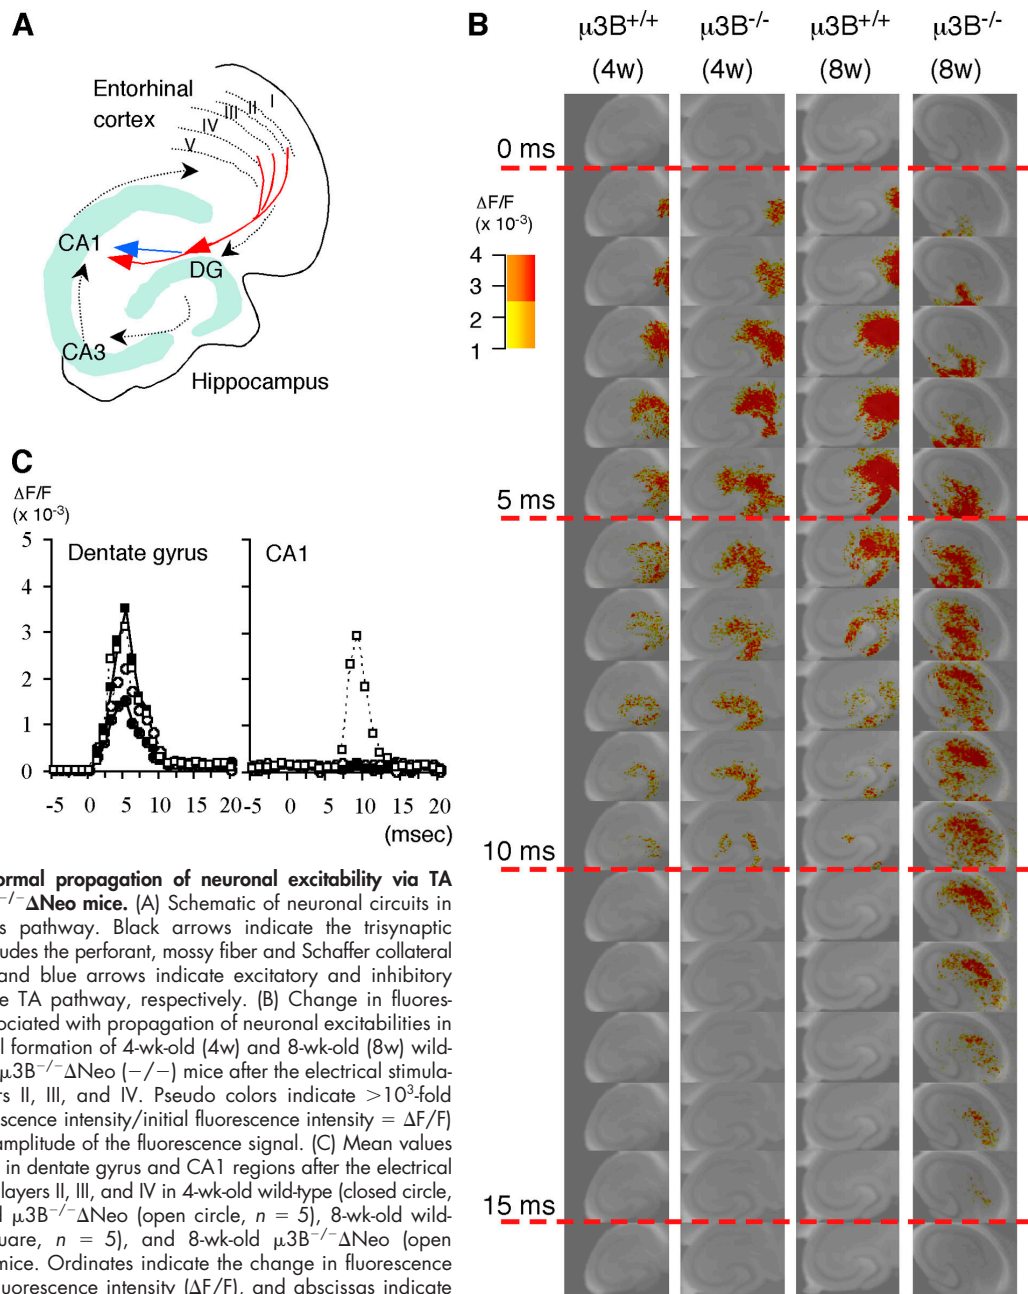 A
Entorhinal
cortex
I
II
III
IV
V
CA1
DG
CA3
Hippocampus
B
μ3B+/+ μ3B-/- μ3B+/+ μ3B-/-
(4w) (4w) (8w) (8w)
0 ms
ΔF/F
(x 10-3)
4
3
2
1
5 ms
10 ms
15 ms
C
ΔF/F
(x 10-3)
Dentate gyrus
CA1
5
4
3
2
1
0
-5 0 5 10 15 20 -5 0 5 10 15 20
(msec)
ormal propagation of neuronal excitability via TA
−/−ΔNeo mice. (A) Schematic of neuronal circuits in
s pathway. Black arrows indicate the trisynaptic
udes the perforant, mossy fiber and Schaffer collateral
and blue arrows indicate excitatory and inhibitory
e TA pathway, respectively. (B) Change in fluores-
ociated with propagation of neuronal excitabilities in
l formation of 4-wk-old (4w) and 8-wk-old (8w) wild-
μ3B−/−ΔNeo (−/−) mice after the electrical stimula-
rs II, III, and IV. Pseudo colors indicate >103-fold
scence intensity/initial fluorescence intensity = ΔF/F)
amplitude of the fluorescence signal. (C) Mean values
in dentate gyrus and CA1 regions after the electrical
layers II, III, and IV in 4-wk-old wild-type (closed circle,
l μ3B−/−ΔNeo (open circle, n = 5), 8-wk-old wild-
uare, n = 5), and 8-wk-old μ3B−/−ΔNeo (open
mice. Ordinates indicate the change in fluorescence
uorescence intensity (ΔF/F), and abscissas indicate